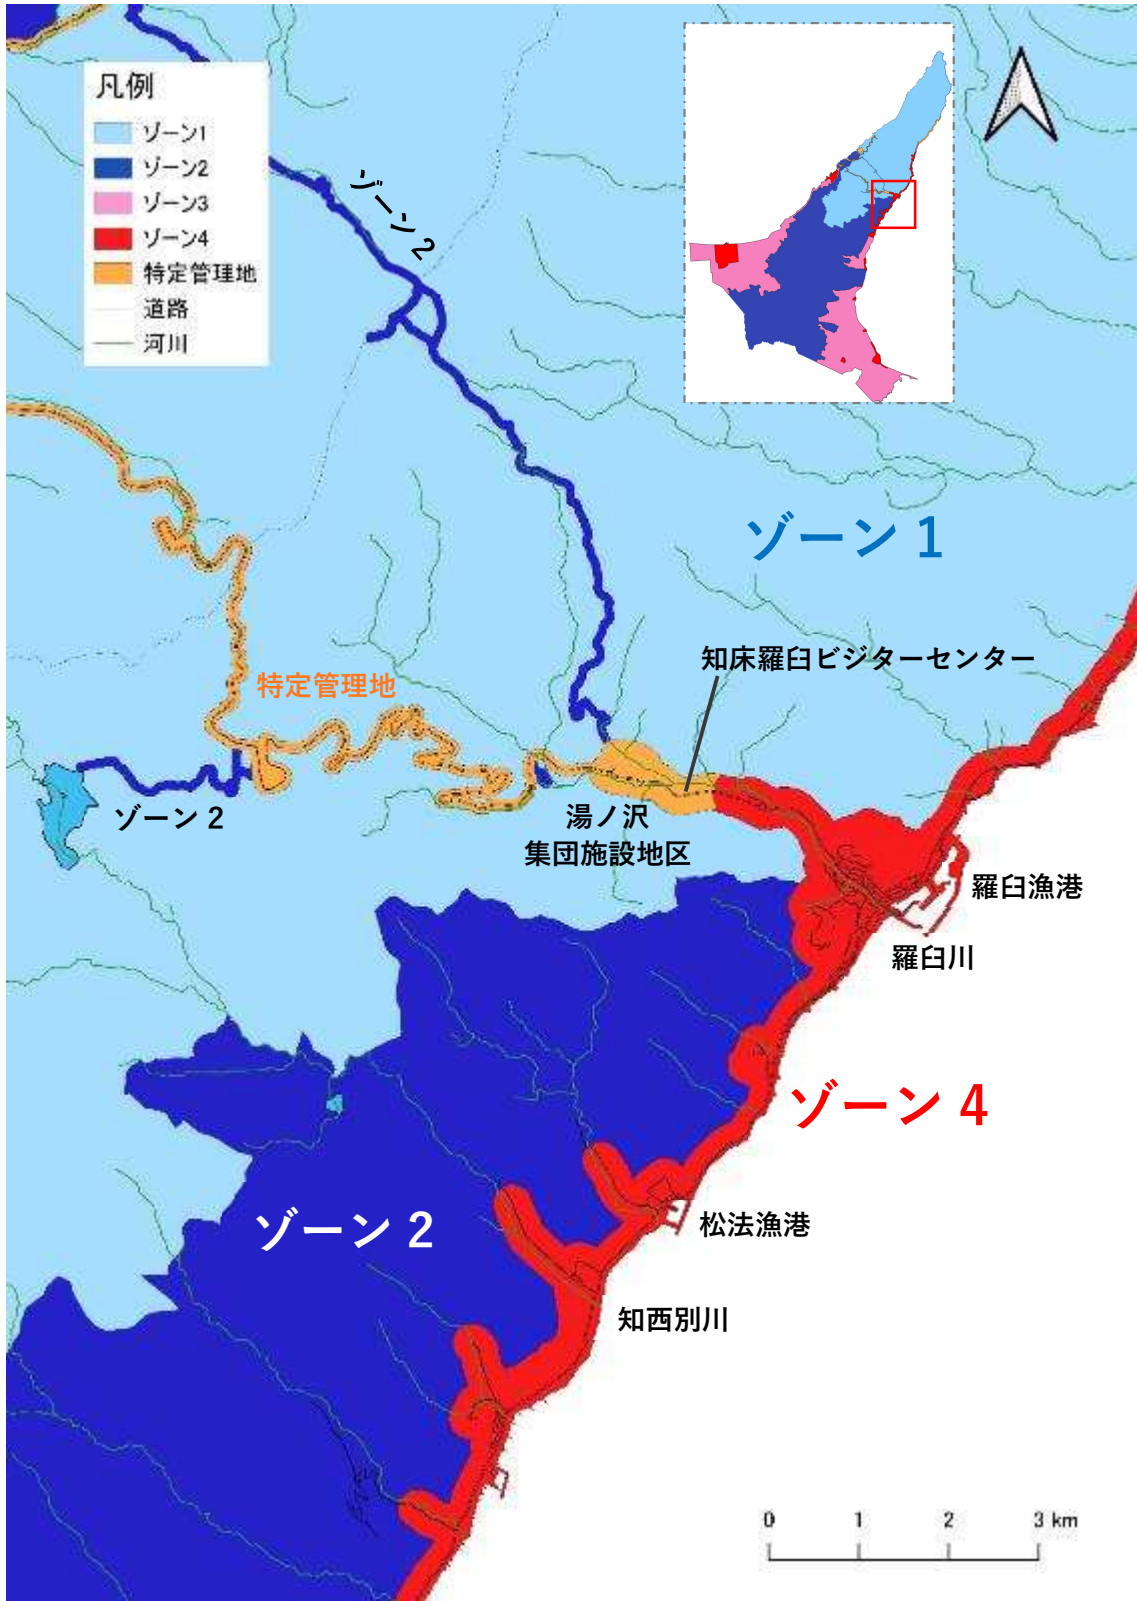 凡例
ゾーン1
ゾーン2
ゾーン3
ゾーン4
特定管理地
道路
河川
ゾーン2
ゾーン1
知床羅臼ビジターセンター
特定管理地
ゾーン2
湯ノ沢
集団施設地区
羅臼漁港
羅臼川
ゾーン4
ゾーン2
松法漁港
知西別川
0 1 2 3 km